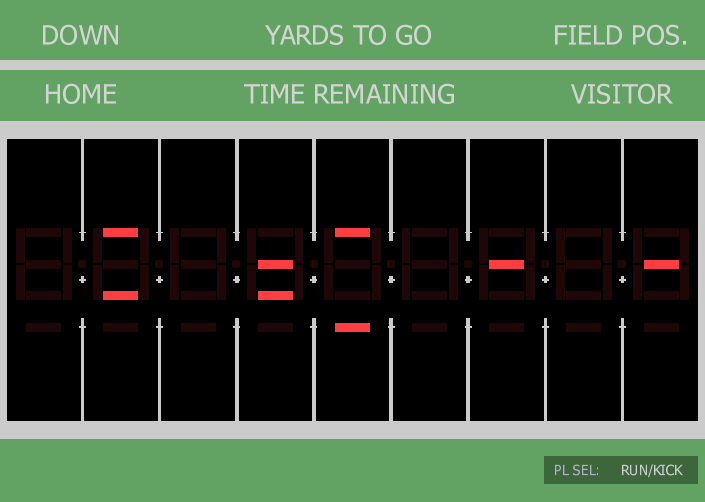 DOWN YARDS TO GO FIELD POS.
HOME TIME REMAINING VISITOR
PL SEL: RUN/KICK